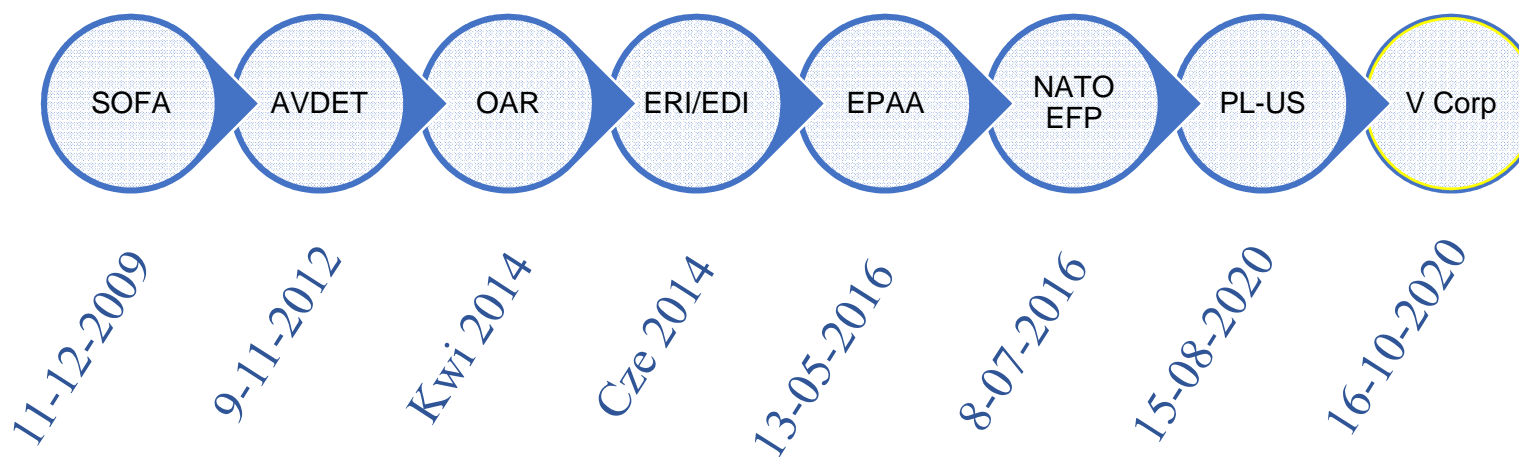 SOFA
AVDET
OAR
ERI/EDI
EPAA
NATO
EFP
PL-US
V Corp
11-12-2009
9-11-2012
Kwi 2014
Cze 2014
13-05-2016
8-07-2016
15-08-2020
16-10-2020